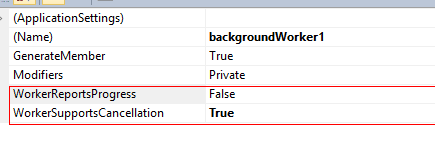 (ApplicationSettings)
(Name) backgroundWorker1
GenerateMember True
Modifiers Private
WorkerReportsProgress False
WorkerSupportsCancellation True